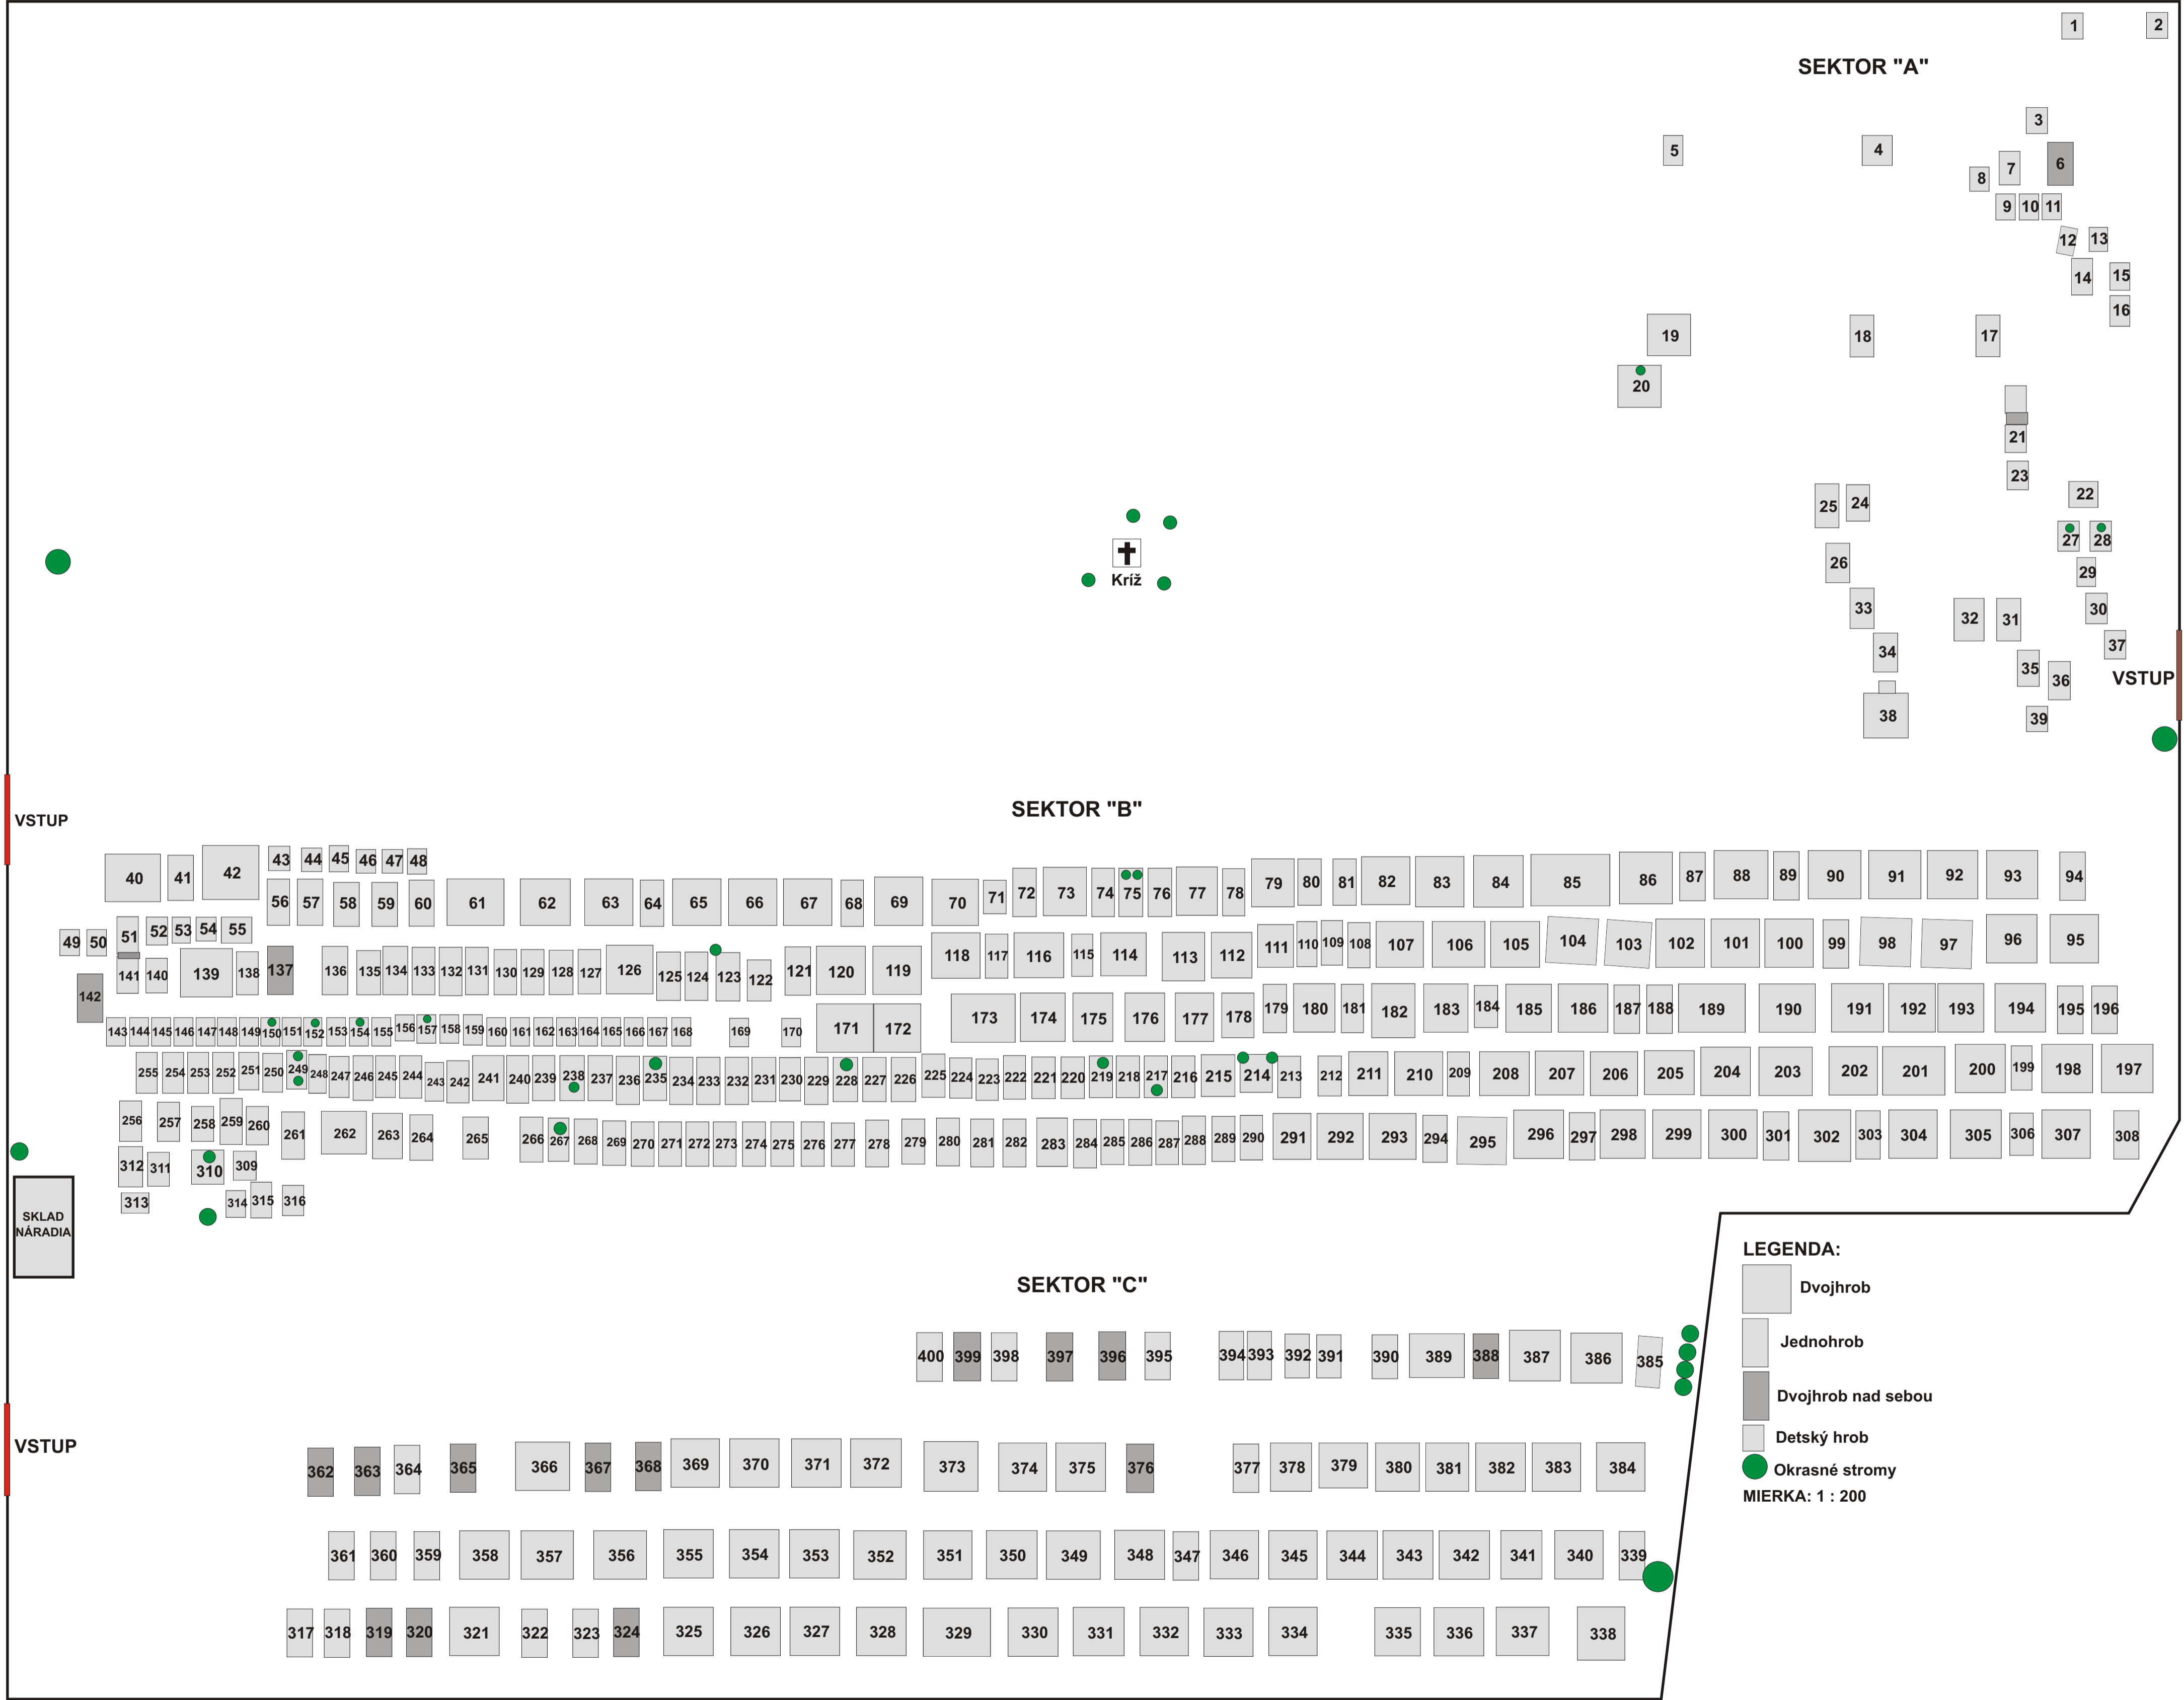 1 2
SEKTOR "A"
3
5 4 7 6
8
9 10 11
12 13
14 15
16
19 18 17
20
21
23
22
25 24
27 28
26 29
33 32 31 30
34 35 36 37
VSTUP
38 39
Kríž
SEKTOR "B"
VSTUP
40 41 42 43 44 45 46 47 48
56 57 58 59 60 61 62 63 64 65 66 67 68 69 70 71 72 73 74 75 76 77 78 79 80 81 82 83 84 85 86 87 88 89 90 91 92 93 94
49 50 51 52 53 54 55
141 140 139 138 137 136 135 134 133 132 131 130 129 128 127 126 125 124 123 122 121 120 119 118 117 116 115 114 113 112 111 110 109 108 107 106 105 104 103 102 101 100 99 98 97 96 95
142
143 144 145 146 147 148 149 150 151 152 153 154 155 156 157 158 159 160 161 162 163 164 165 166 167 168 169 170 171 172 173 174 175 176 177 178 179 180 181 182 183 184 185 186 187 188 189 190 191 192 193 194 195 196
255 254 253 252 251 250 249 248 247 246 245 244 243 242 241 240 239 238 237 236 235 234 233 232 231 230 229 228 227 226 225 224 223 222 221 220 219 218 217 216 215 214 213 212 211 210 209 208 207 206 205 204 203 202 201 200 199 198 197
256 257 258 259 260 261 262 263 264 265 266 267 268 269 270 271 272 273 274 275 276 277 278 279 280 281 282 283 284 285 286 287 288 289 290 291 292 293 294 295 296 297 298 299 300 301 302 303 304 305 306 307 308
312 311 310 309
313 314 315 316
SKLAD
NÁRADIA
SEKTOR "C"
400 399 398 397 396 395 394 393 392 391 390 389 388 387 386 385
VSTUP
362 363 364 365 366 367 368 369 370 371 372 373 374 375 376 377 378 379 380 381 382 383 384
361 360 359 358 357 356 355 354 353 352 351 350 349 348 347 346 345 344 343 342 341 340 339
317 318 319 320 321 322 323 324 325 326 327 328 329 330 331 332 333 334 335 336 337 338
LEGENDA:
Dvojhrob
Jednohrob
Dvojhrob nad sebou
Detský hrob
Okrasné stromy
MIERKA: 1 : 200